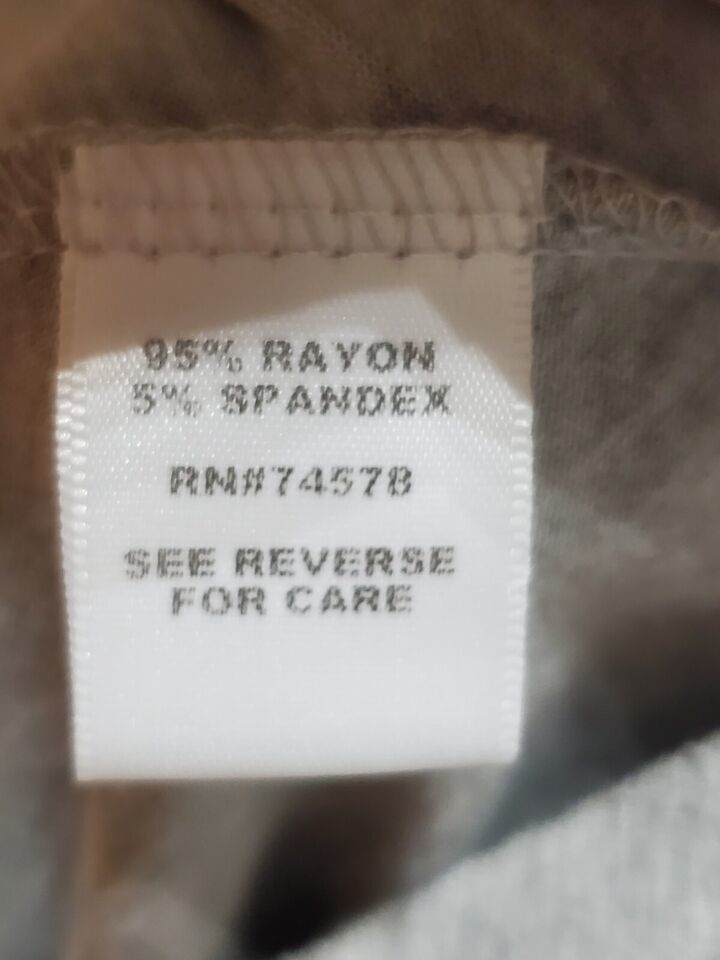 95% RAYON
5% SPANDEX
RN#74578
SEE REVERSE
FOR CARE